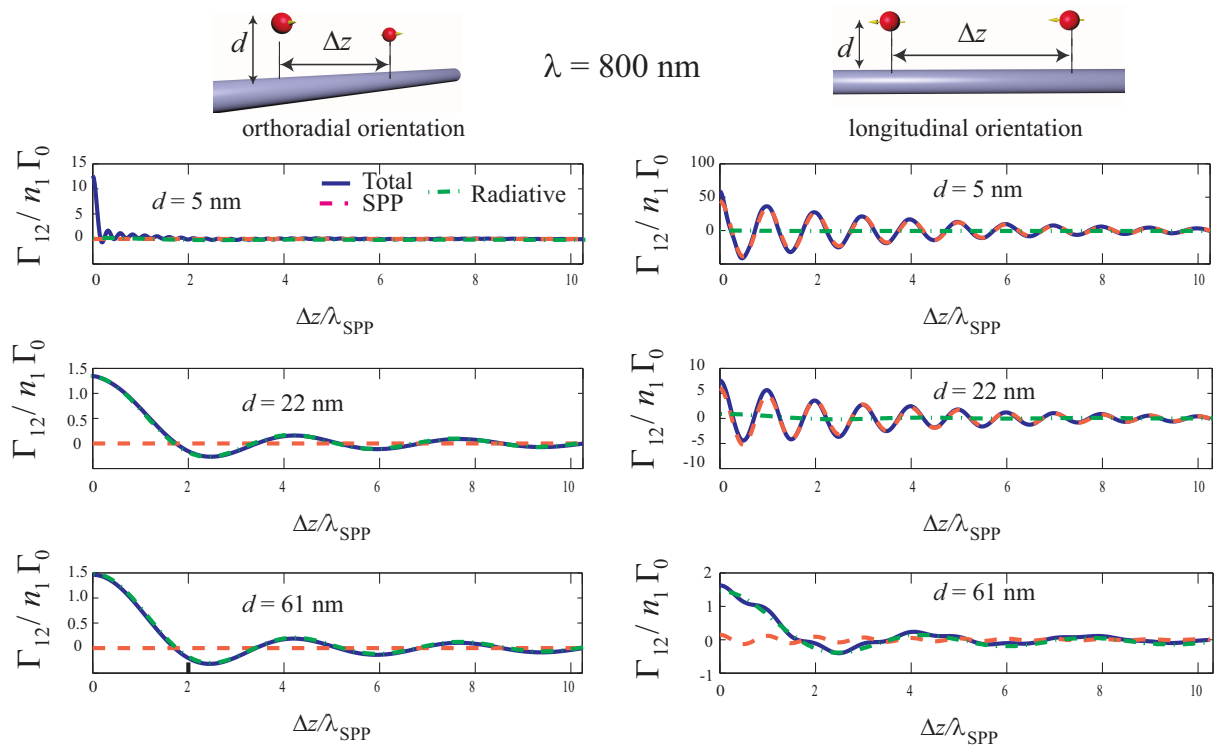 d
Δz
λ = 800 nm
d
Δz
orthoradial orientation
longitudinal orientation
Γ12/ n1 Γ0
15
10
5
0
d = 5 nm
Total
SPP
Radiative
0 2 4 6 8 10
Δz/λSPP
Γ12/ n1 Γ0
100
50
0
d = 5 nm
0 2 4 6 8 10
Δz/λSPP
Γ12/ n1 Γ0
1.5
1.0
0.5
0
d = 22 nm
0 2 4 6 8 10
Δz/λSPP
Γ12/ n1 Γ0
10
5
0
-5
-10
d = 22 nm
0 2 4 6 8 10
Δz/λSPP
Γ12/ n1 Γ0
1.5
1.0
0.5
0
d = 61 nm
0 2 4 6 8 10
Δz/λSPP
Γ12/ n1 Γ0
2
1
0
-1
d = 61 nm
0 2 4 6 8 10
Δz/λSPP